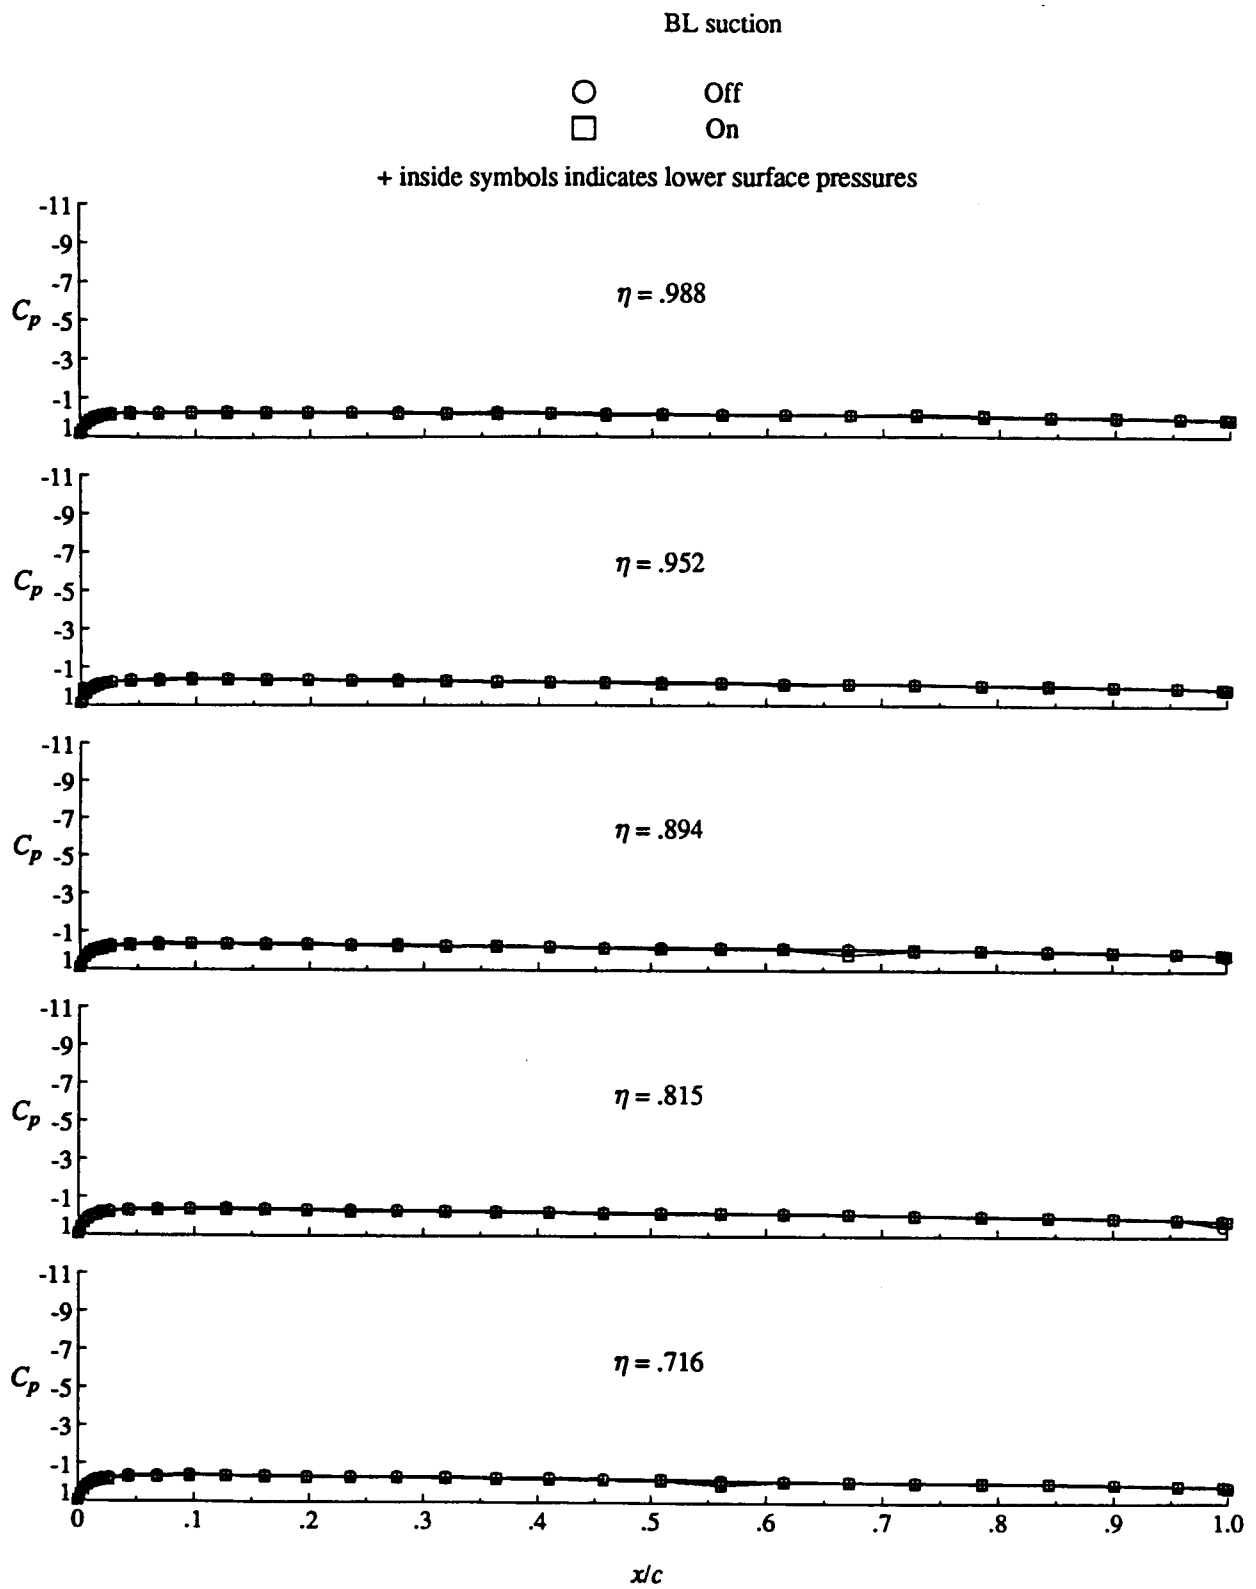 BL suction
Off
On
+ inside symbols indicates lower surface pressures
-11
-9
-7
C_p -5
-3
-1
1
η = .988
-11
-9
-7
C_p -5
-3
-1
1
η = .952
-11
-9
-7
C_p -5
-3
-1
1
η = .894
-11
-9
-7
C_p -5
-3
-1
1
η = .815
-11
-9
-7
C_p -5
-3
-1
1
η = .716
0 .1 .2 .3 .4 .5 .6 .7 .8 .9 1.0
x/c